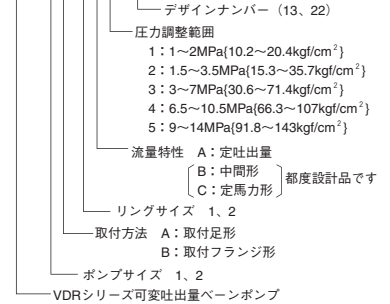 デザインナンバー（13、22）
圧力調整範囲
1：1～2MPa{10.2～20.4kgf/cm²}
2：1.5～3.5MPa{15.3～35.7kgf/cm²}
3：3～7MPa{30.6～71.4kgf/cm²}
4：6.5～10.5MPa{66.3～107kgf/cm²}
5：9～14MPa{91.8～143kgf/cm²}
流量特性 A：定吐出量
B：中間形
C：定馬力形
都度設計品です
リングサイズ 1、2
取付方法 A：取付足形
B：取付フランジ形
ポンプサイズ 1、2
VDRシリーズ可変吐出量ベーンポンプ